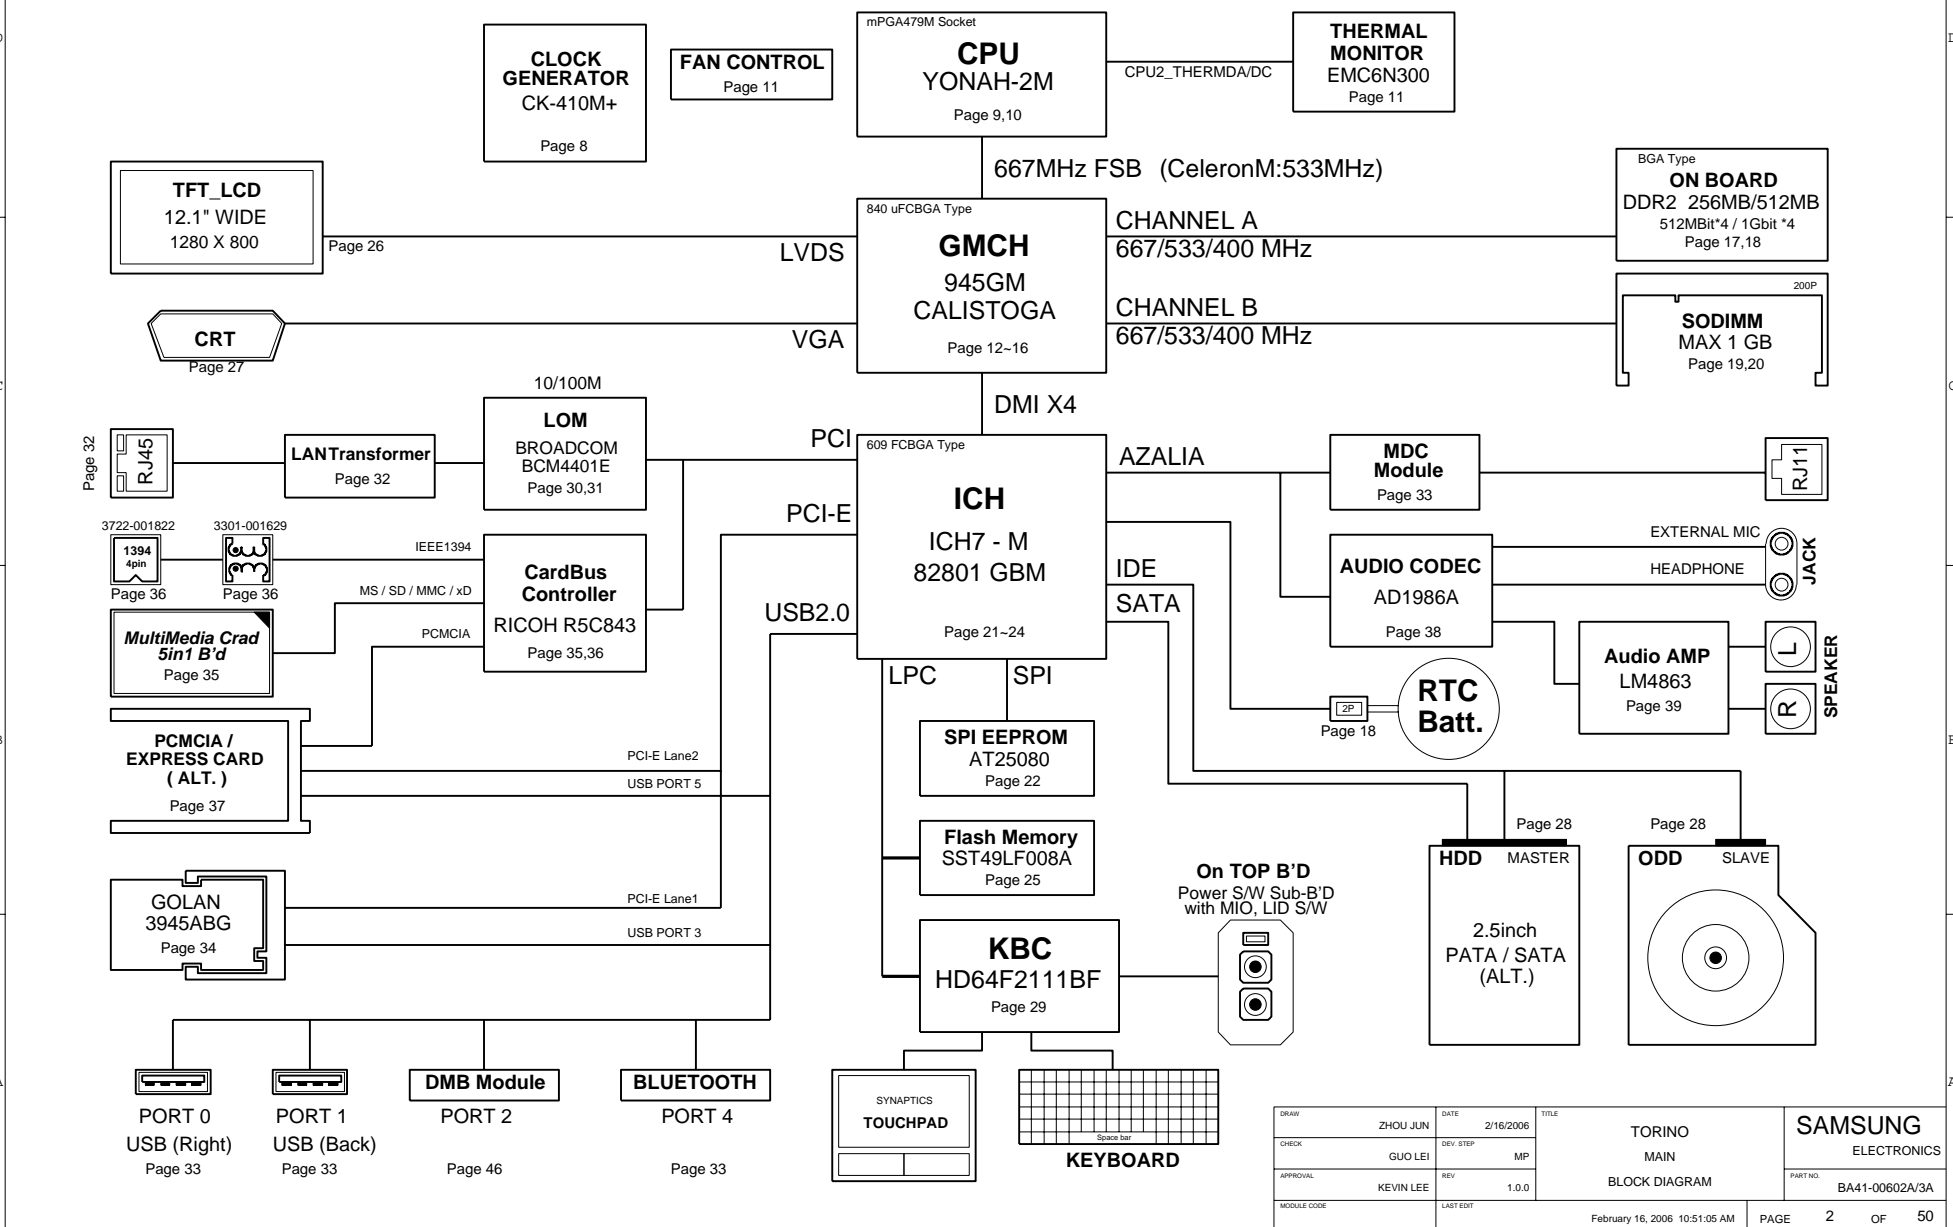 mPGA479M Socket
CPU
YONAH-2M
Page 9,10
CLOCK
GENERATOR
CK-410M+
Page 8
FAN CONTROL
Page 11
CPU2_THERMDA/DC
THERMAL
MONITOR
EMC6N300
Page 11
667MHz FSB (CeleronM:533MHz)
TFT_LCD
12.1" WIDE
1280 X 800
Page 26
LVDS
840 uFCBGA Type
GMCH
945GM
CALISTOGA
Page 12~16
CHANNEL A
667/533/400 MHz
BGA Type
ON BOARD
DDR2 256MB/512MB
512MBit*4 / 1Gbit *4
Page 17,18
CRT
Page 27
VGA
CHANNEL B
667/533/400 MHz
200P
SODIMM
MAX 1 GB
Page 19,20
DMI X4
10/100M
LOM
BROADCOM
BCM4401E
Page 30,31
Page 32
RJ45
LANTransformer
Page 32
PCI
PCI-E
USB2.0
609 FCBGA Type
ICH
ICH7 - M
82801 GBM
Page 21~24
AZALIA
IDE
SATA
LPC
SPI
MDC
Module
Page 33
RJ11
3722-001822
1394
4pin
Page 36
3301-001629
Page 36
IEEE1394
MS / SD / MMC / xD
PCMCIA
CardBus
Controller
RICOH R5C843
Page 35,36
MultiMedia Crad
5in1 B'd
Page 35
AUDIO CODEC
AD1986A
Page 38
EXTERNAL MIC
HEADPHONE
JACK
Audio AMP
LM4863
Page 39
L
R
SPEAKER
2P
Page 18
RTC
Batt.
PCMCIA /
EXPRESS CARD
( ALT. )
Page 37
PCI-E Lane2
USB PORT 5
SPI EEPROM
AT25080
Page 22
Flash Memory
SST49LF008A
Page 25
GOLAN
3945ABG
Page 34
PCI-E Lane1
USB PORT 3
KBC
HD64F2111BF
Page 29
On TOP B'D
Power S/W Sub-B'D
with MIO, LID S/W
Page 28
HDD MASTER
2.5inch
PATA / SATA
(ALT.)
Page 28
ODD SLAVE
PORT 0
USB (Right)
Page 33
PORT 1
USB (Back)
Page 33
DMB Module
PORT 2
Page 46
BLUETOOTH
PORT 4
Page 33
SYNAPTICS
TOUCHPAD
Space bar
KEYBOARD
DRAW
ZHOU JUN
DATE
2/16/2006
TITLE
TORINO
MAIN
BLOCK DIAGRAM
SAMSUNG
ELECTRONICS
CHECK
GUO LEI
DEV. STEP
MP
APPROVAL
KEVIN LEE
REV
1.0.0
PART NO.
BA41-00602A/3A
MODULE CODE
LAST EDIT
February 16, 2006 10:51:05 AM
PAGE 2 OF 50